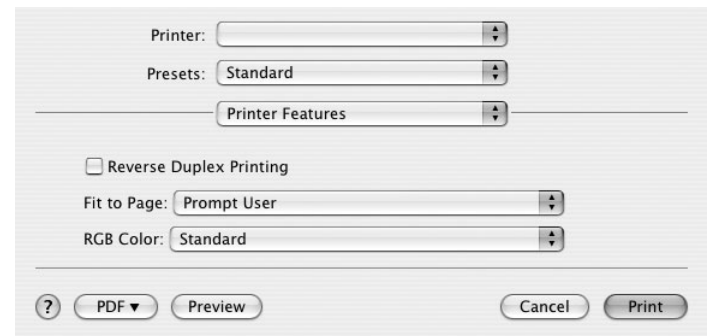 Printer:
Presets: Standard
Printer Features
Reverse Duplex Printing
Fit to Page: Prompt User
RGB Color: Standard
? PDF▼ Preview Cancel Print